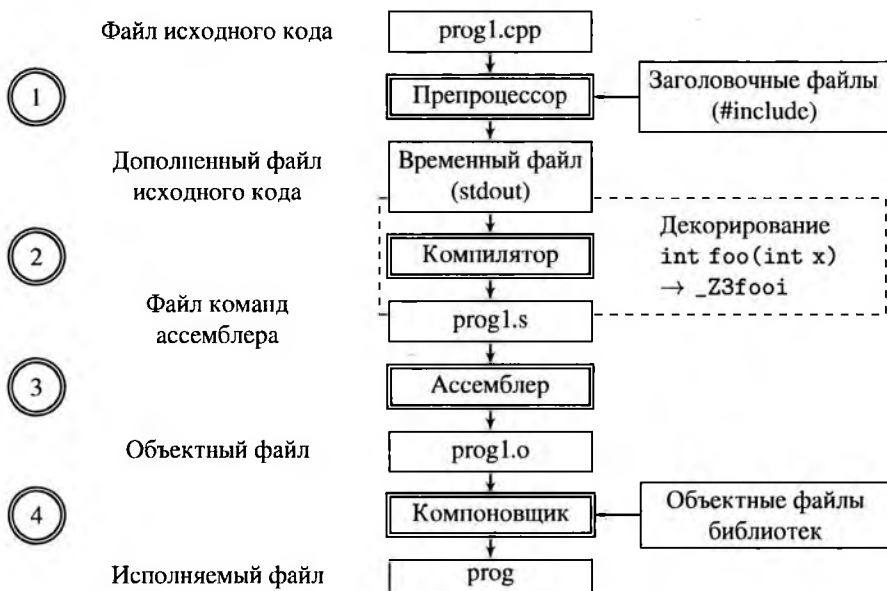 Файл исходного кода
prog1.cpp
1
Препроцессор
Заголовочные файлы
(#include)
Дополненный файл
исходного кода
Временный файл
(stdout)
2
Компилятор
Декорирование
int foo(int x)
→ _Z3fooi
Файл команд
ассемблера
prog1.s
3
Ассемблер
Объектный файл
prog1.o
4
Компоновщик
Объектные файлы
библиотек
Исполняемый файл
prog